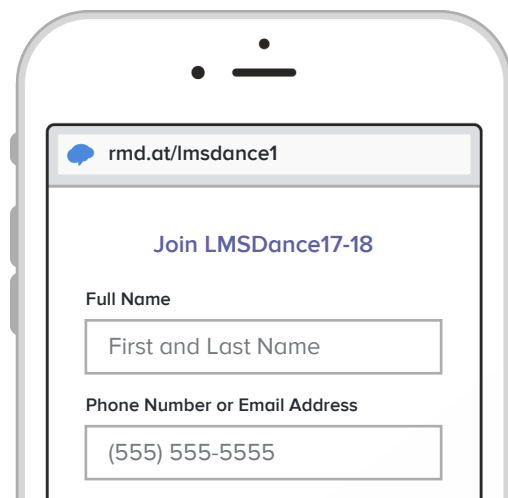 rmd.at/lmsdance1
Join LMSDance17-18
Full Name
First and Last Name
Phone Number or Email Address
(555) 555-5555